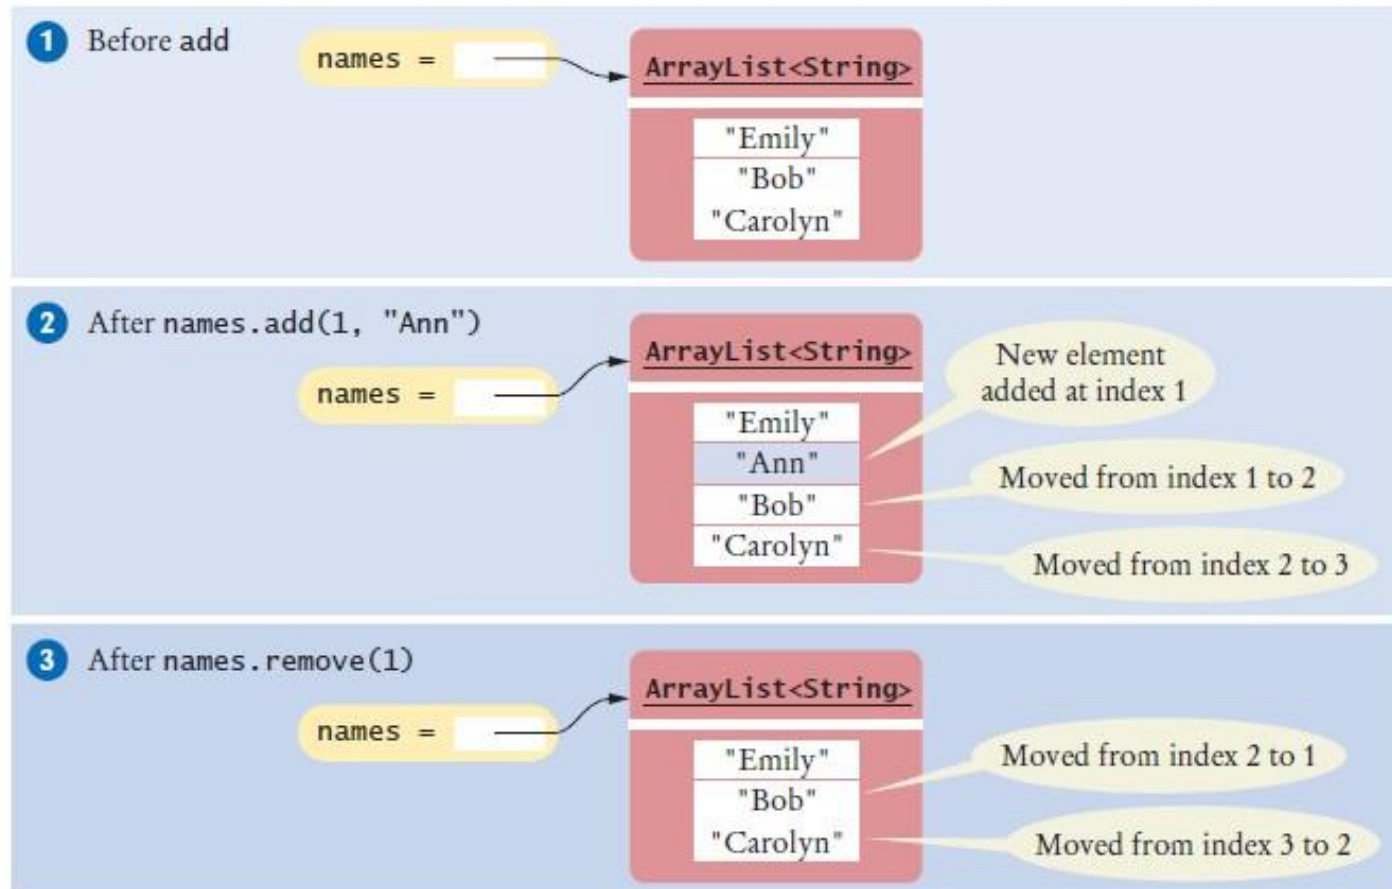 1 Before add
names =
ArrayList<String>
"Emily"
"Bob"
"Carolyn"
2 After names.add(1, "Ann")
names =
ArrayList<String>
"Emily"
"Ann"
"Bob"
"Carolyn"
New element
added at index 1
Moved from index 1 to 2
Moved from index 2 to 3
3 After names.remove(1)
names =
ArrayList<String>
"Emily"
"Bob"
"Carolyn"
Moved from index 2 to 1
Moved from index 3 to 2